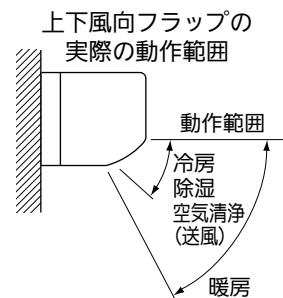 上下風向フラップの
実際の動作範囲
動作範囲
冷房
除湿
空気清浄
(送風)
暖房